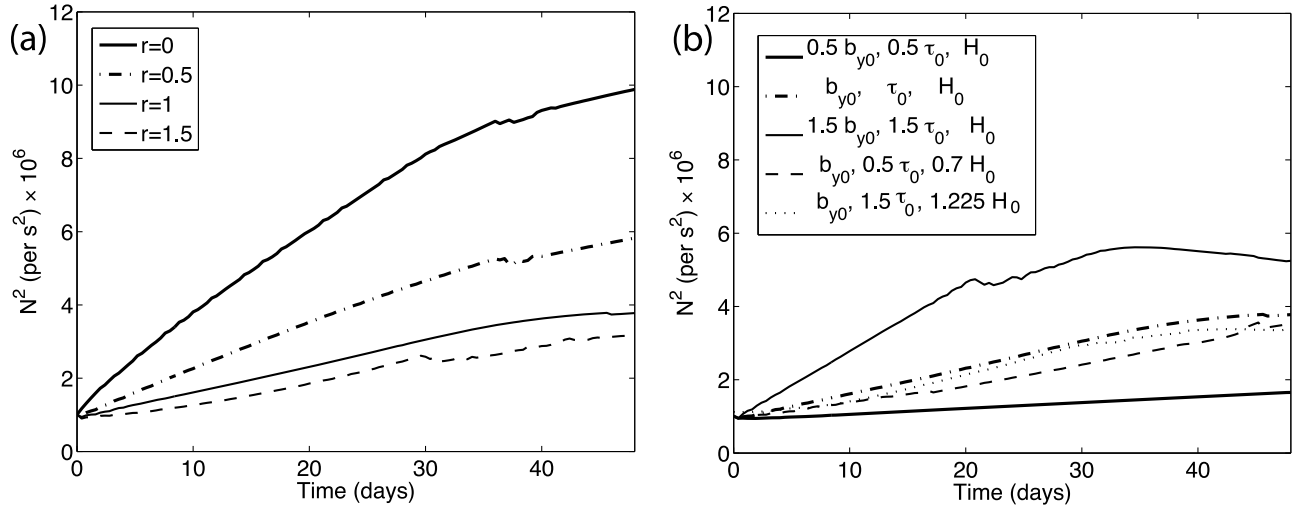 (a)
r=0
r=0.5
r=1
r=1.5
N² (per s²) × 10⁶
12
10
8
6
4
2
0
0 10 20 30 40
Time (days)
(b)
0.5 b_y0, 0.5 τ_0, H_0
b_y0, τ_0, H_0
1.5 b_y0, 1.5 τ_0, H_0
b_y0, 0.5 τ_0, 0.7 H_0
b_y0, 1.5 τ_0, 1.225 H_0
N² (per s²) × 10⁶
12
10
8
6
4
2
0
0 10 20 30 40
Time (days)